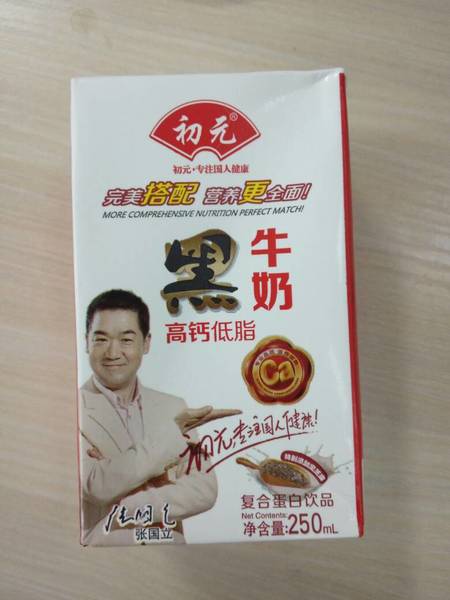 初元®
初元·专注国人健康
完美搭配 营养更全面!
MORE COMPREHENSIVE NUTRITION PERFECT MATCH!
黑牛奶
高钙低脂
Ca
初元专注国人健康!
复合蛋白饮品
Net Contents:
净含量:250mL
张国立